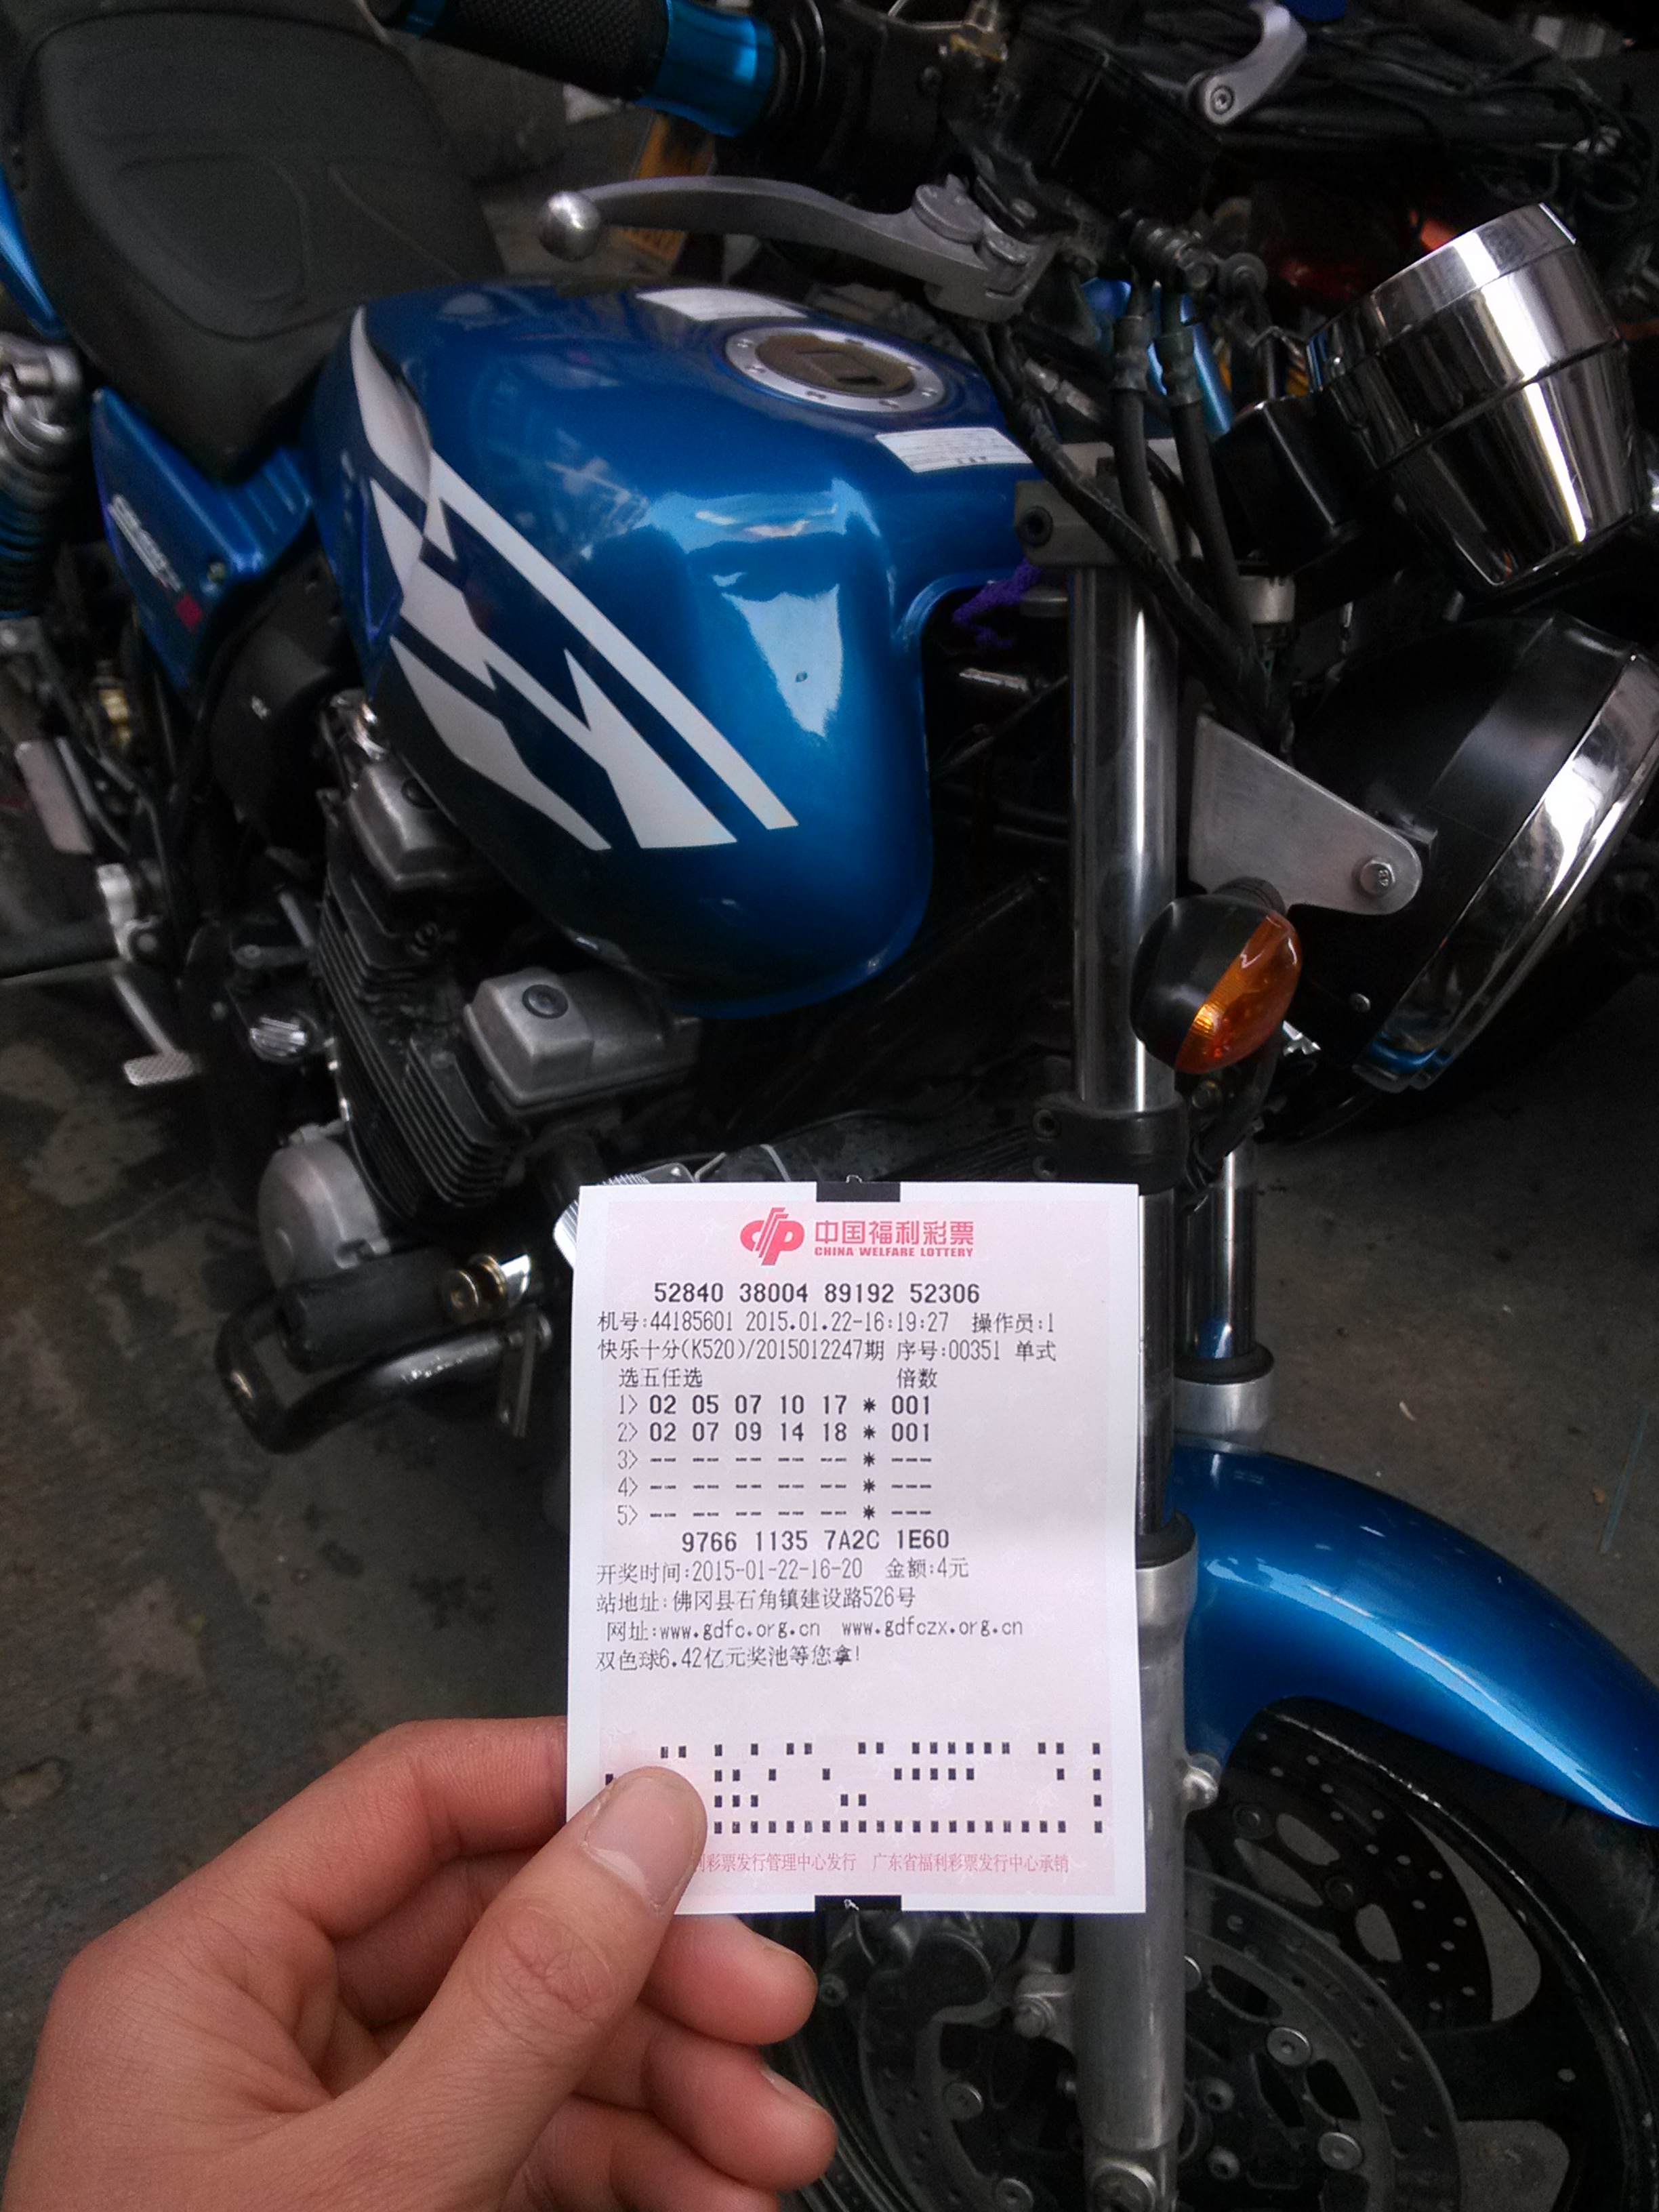 中国福利彩票
CHINA WELFARE LOTTERY
52840 38004 89192 52306
机号:44185601 2015.01.22-16:19:27 操作员:1
快乐十分(K520)/2015012247期 序号:00351 单式
选五任选 倍数
1> 02 05 07 10 17 * 001
2> 02 07 09 14 18 * 001
3> -- -- -- -- -- * ---
4> -- -- -- -- -- * ---
5> -- -- -- -- -- * ---
9766 1135 7A2C 1E60
开奖时间:2015-01-22-16-20 金额:4元
站地址:佛冈县石角镇建设路526号
网址:www.gdfc.org.cn www.gdfczx.org.cn
双色球6.42亿元奖池等您拿!
利彩票发行管理中心发行 广东省福利彩票发行中心承销